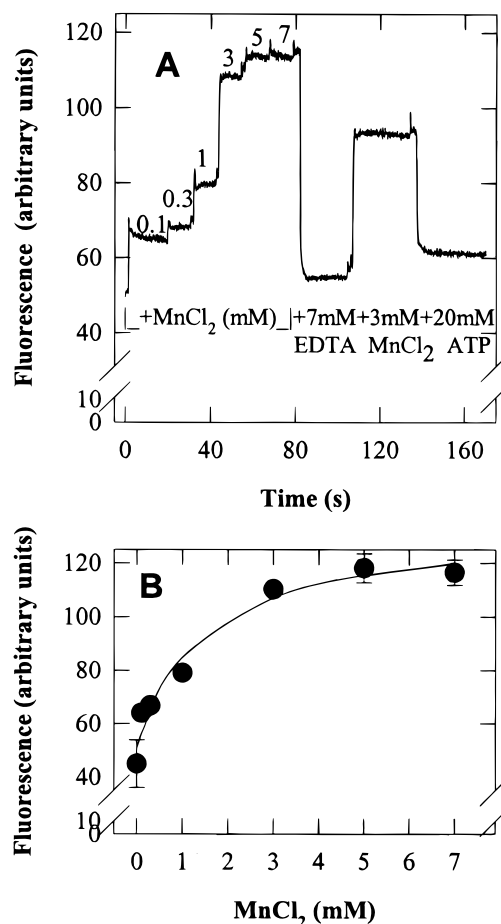 A
Fluorescence (arbitrary units)
120
100
80
60
40
10
0
0.1
0.3
1
3
5
7
|_+MnCl2 (mM)_|+7mM+3mM+20mM
EDTA MnCl2 ATP
0 40 80 120 160
Time (s)
B
Fluorescence (arbitrary units)
120
100
80
60
40
10
0
0 1 2 3 4 5 6 7
MnCl2 (mM)